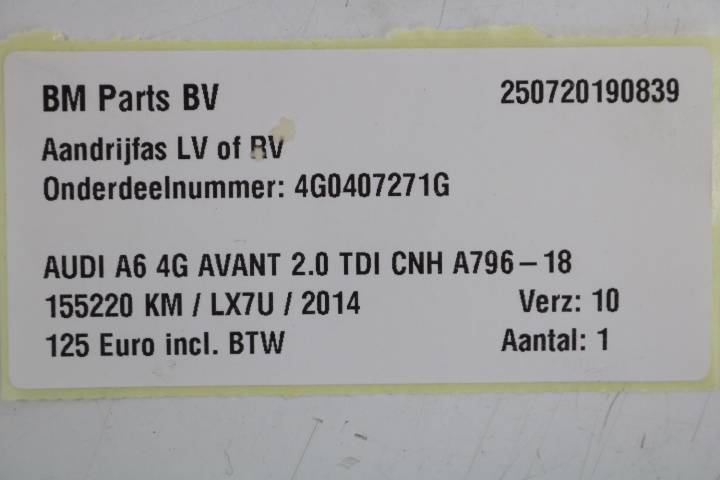 BM Parts BV 250720190839
Aandrijfas LV of RV
Onderdeelnummer: 4G0407271G
AUDI A6 4G AVANT 2.0 TDI CNH A796-18
155220 KM / LX7U / 2014 Verz: 10
125 Euro incl. BTW Aantal: 1